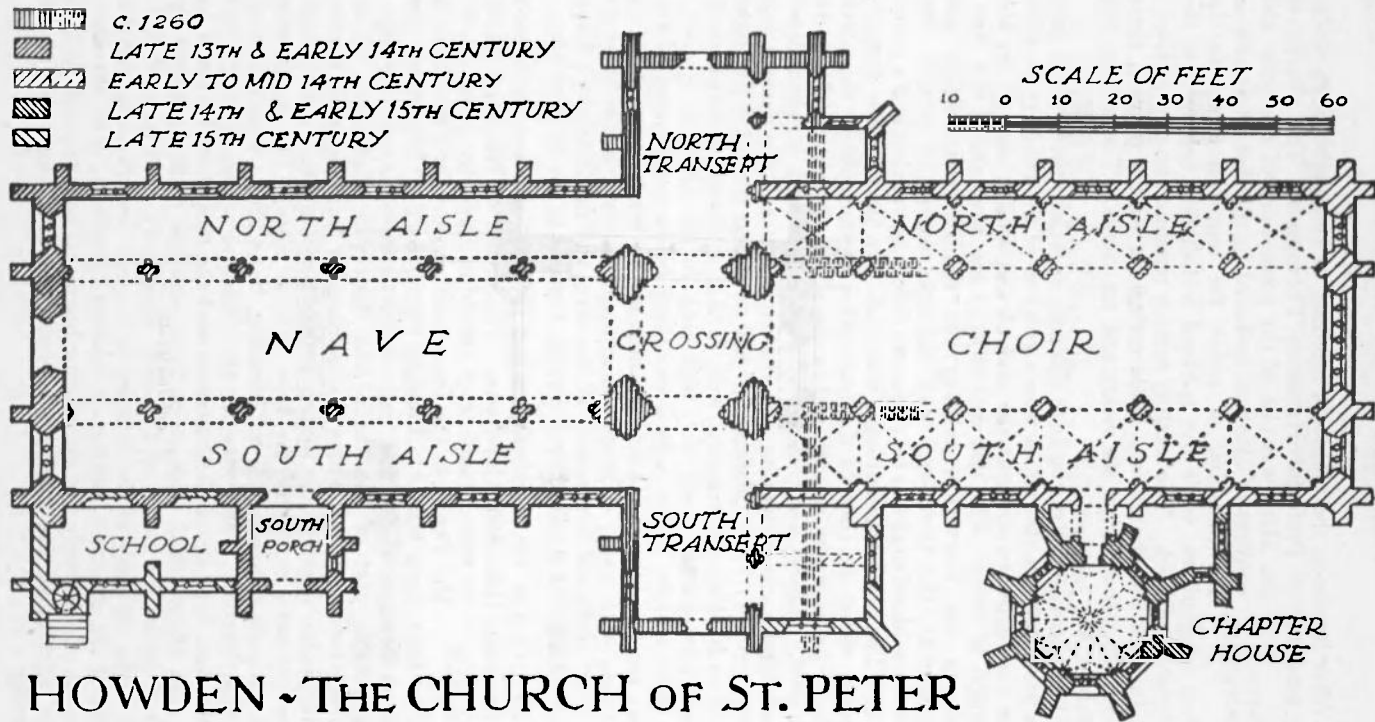 c. 1260
LATE 13TH & EARLY 14TH CENTURY
EARLY TO MID 14TH CENTURY
LATE 14TH & EARLY 15TH CENTURY
LATE 15TH CENTURY
SCALE OF FEET
10 0 10 20 30 40 50 60
NORTH
TRANSEPT
NORTH AISLE
NORTH AISLE
NAVE
CROSSING
CHOIR
SOUTH AISLE
SOUTH AISLE
SCHOOL
SOUTH
PORCH
SOUTH
TRANSEPT
CHAPTER
HOUSE
HOWDEN - THE CHURCH OF ST. PETER